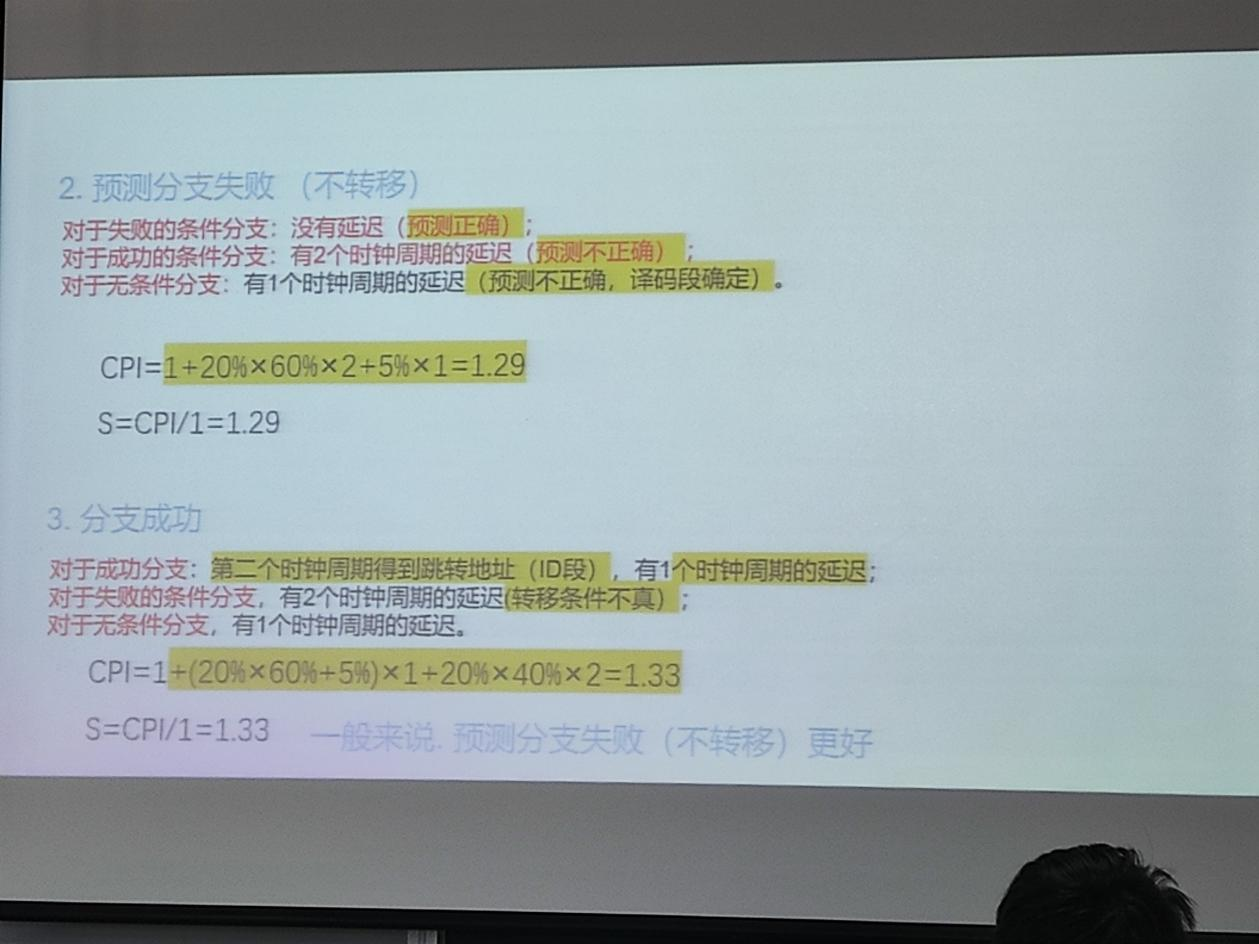 2. 预测分支失败 （不转移）
对于失败的条件分支：没有延迟（预测正确）；
对于成功的条件分支：有2个时钟周期的延迟（预测不正确）；
对于无条件分支：有1个时钟周期的延迟（预测不正确，译码段确定）。
CPI=1+20%×60%×2+5%×1=1.29
S=CPI/1=1.29
3. 分支成功
对于成功分支：第二个时钟周期得到跳转地址（ID段），有1个时钟周期的延迟；
对于失败的条件分支，有2个时钟周期的延迟(转移条件不真）；
对于无条件分支，有1个时钟周期的延迟。
CPI=1+(20%×60%+5%)×1+20%×40%×2=1.33
S=CPI/1=1.33 一般来说. 预测分支失败（不转移）更好